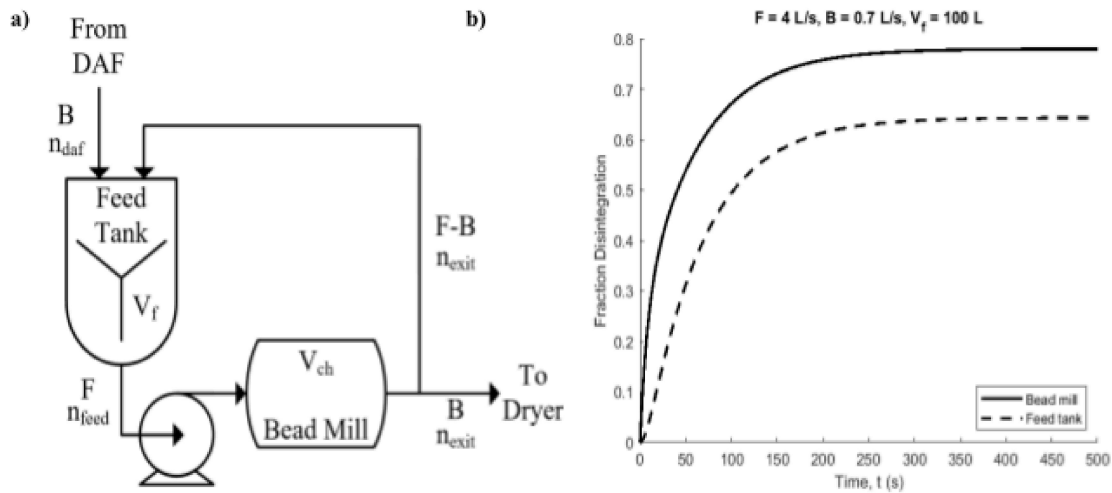 a)
From
DAF
B
n_daf
Feed
Tank
V_f
F
n_feed
F-B
n_exit
V_ch
Bead Mill
B
n_exit
To
Dryer
b)
F = 4 L/s, B = 0.7 L/s, V_f = 100 L
Fraction Disintegration
0.8
0.7
0.6
0.5
0.4
0.3
0.2
0.1
0
0 50 100 150 200 250 300 350 400 450 500
Time, t (s)
Bead mill
Feed tank